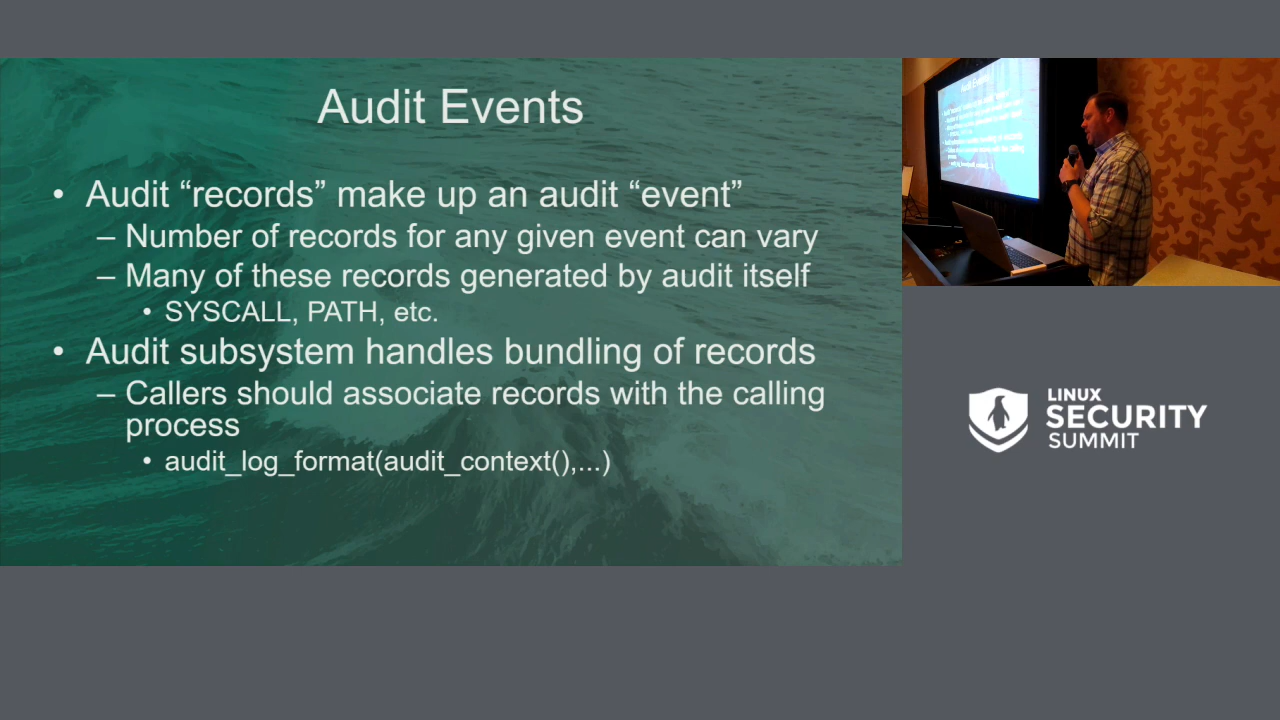 Audit Events
• Audit “records” make up an audit “event”
– Number of records for any given event can vary
– Many of these records generated by audit itself
• SYSCALL, PATH, etc.
• Audit subsystem handles bundling of records
– Callers should associate records with the calling
process
• audit_log_format(audit_context(),...)
LINUX
SECURITY
SUMMIT